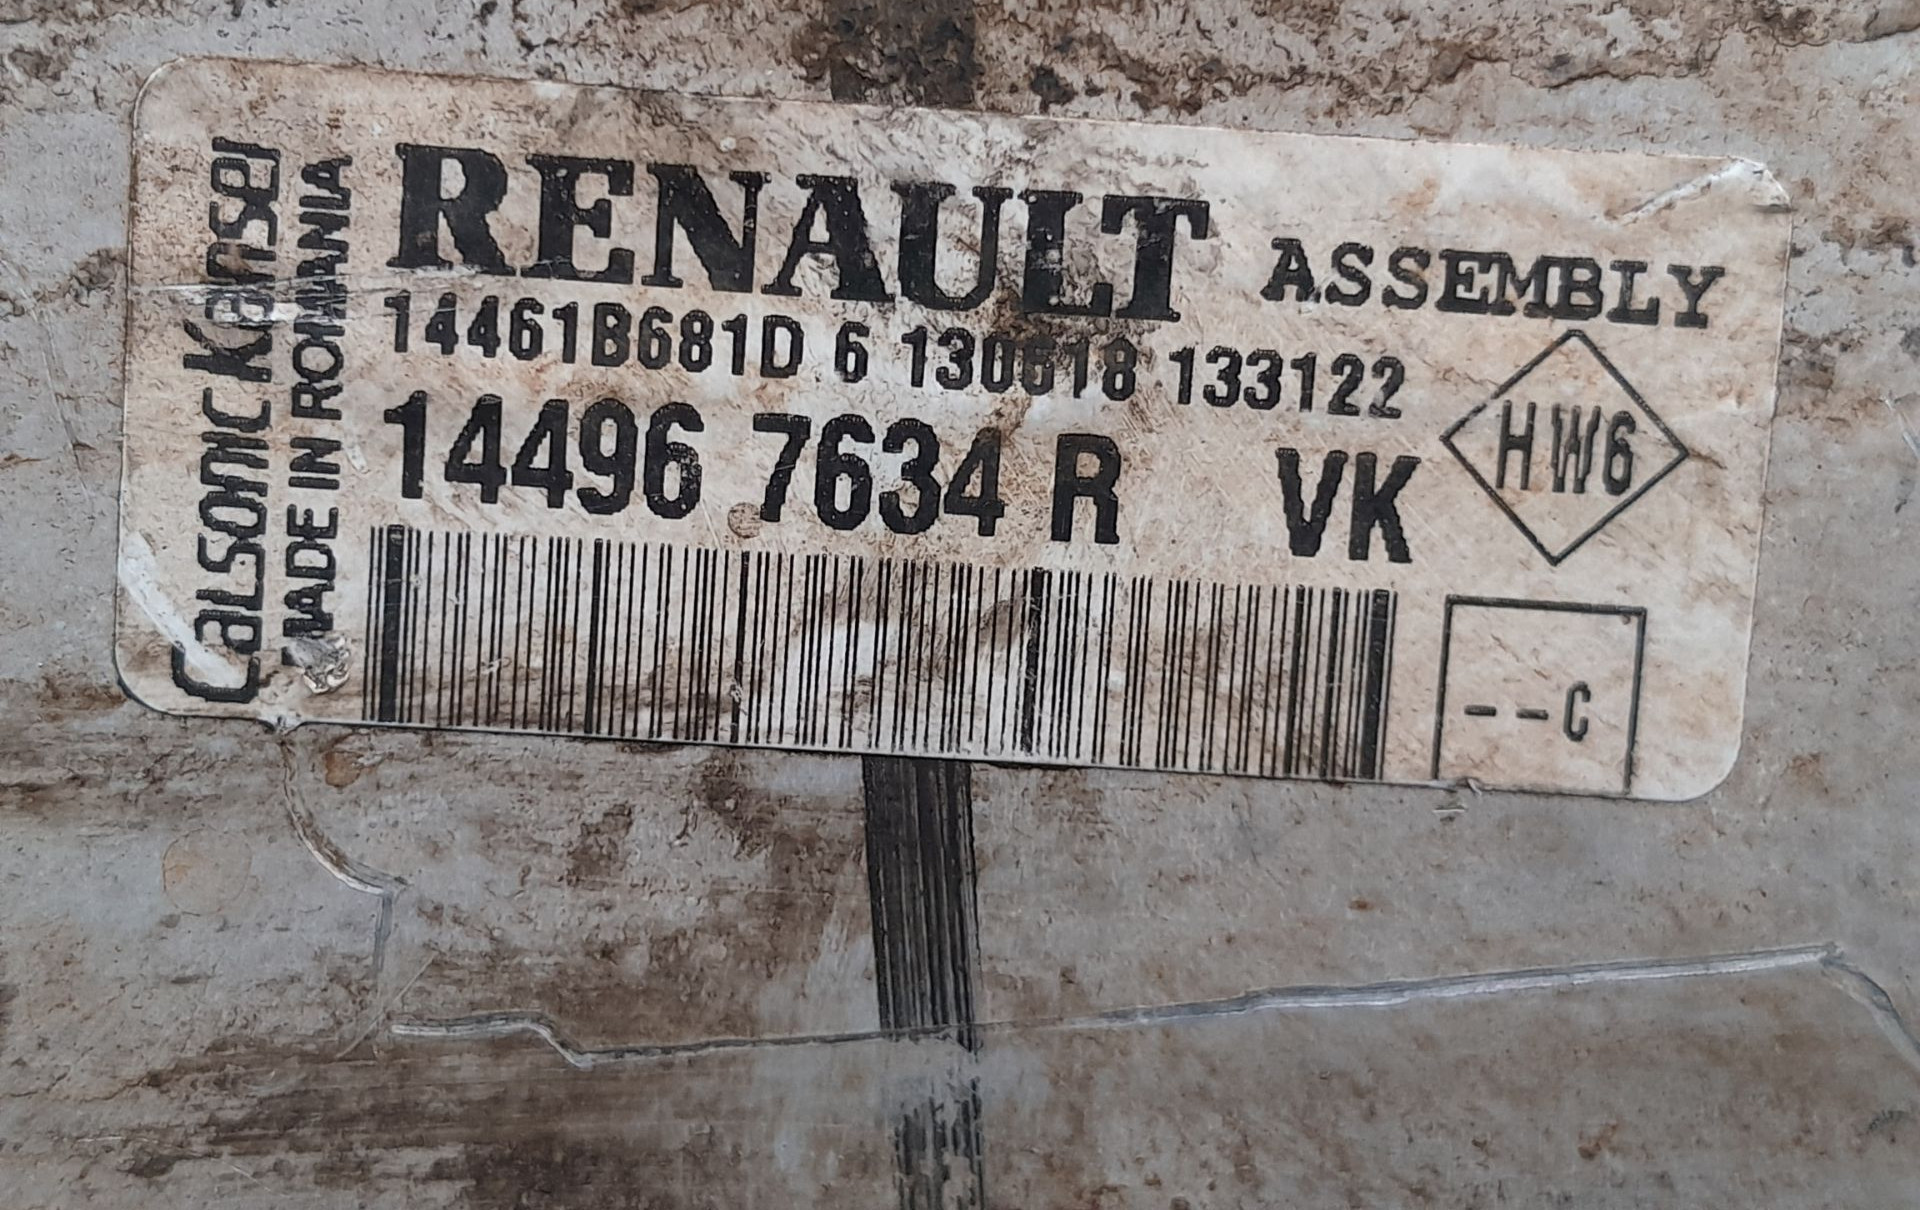 Calsonic Kansei
MADE IN ROMANIA
RENAULT ASSEMBLY
14461B681D 6 130618 133122
14496 7634 R VK
HW6
--C